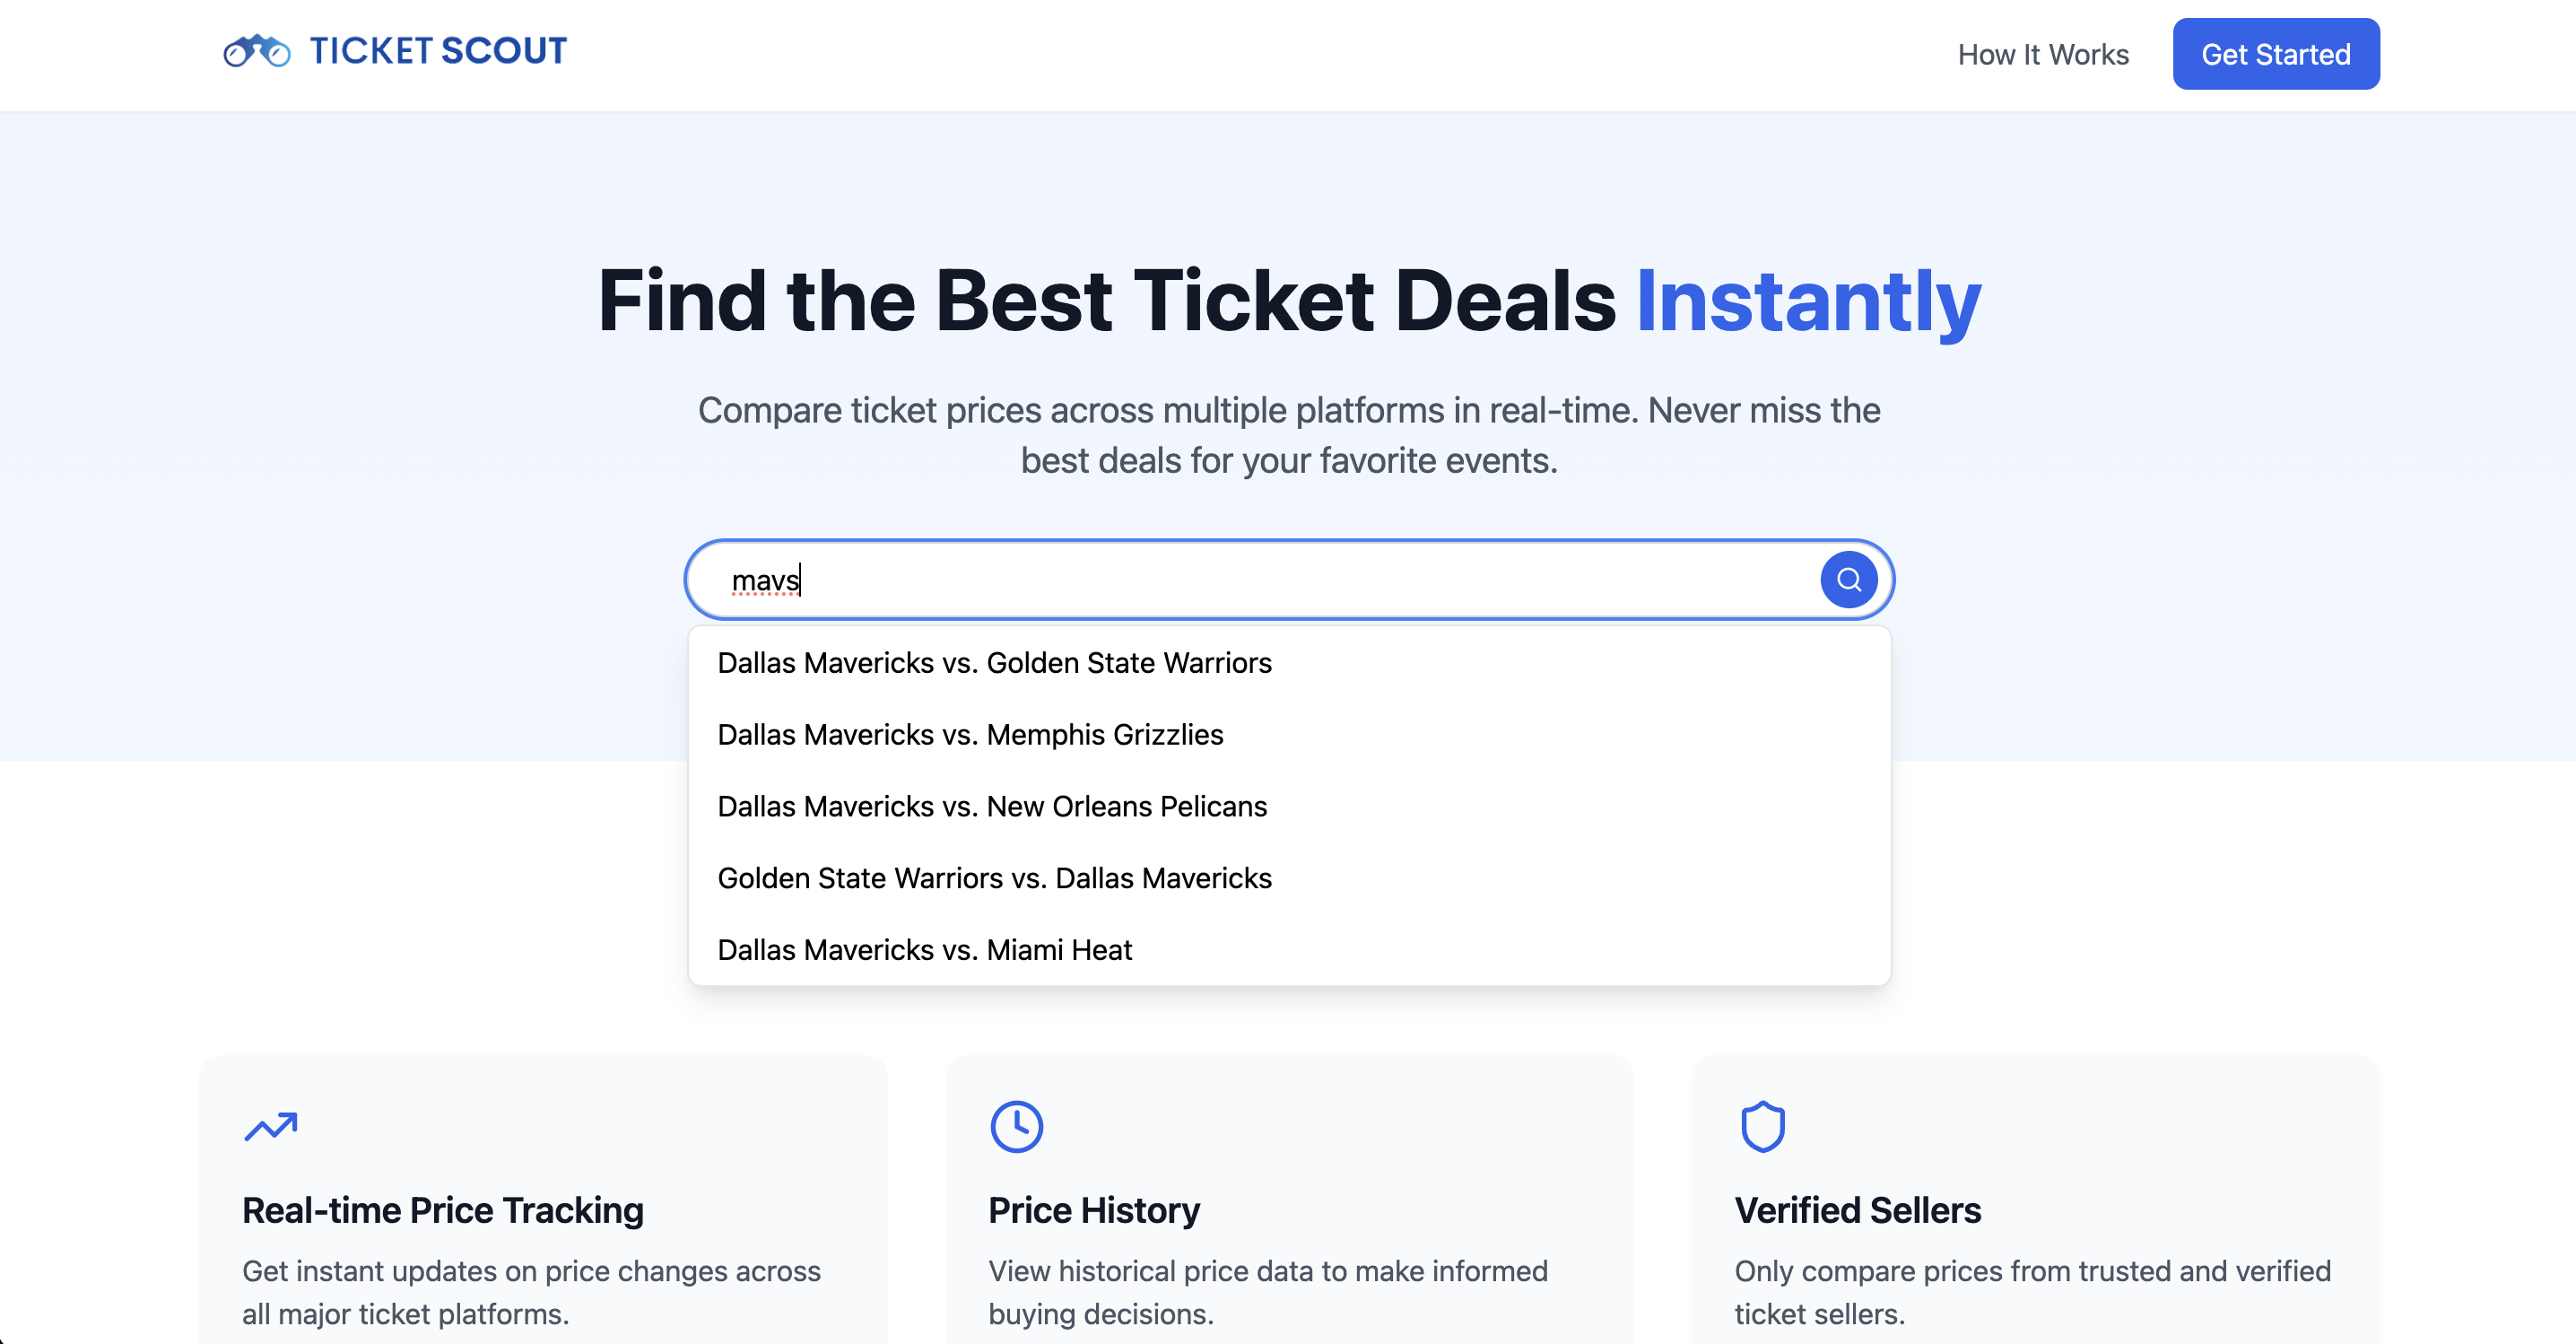 TICKET SCOUT
How It Works
Get Started
Find the Best Ticket Deals Instantly
Compare ticket prices across multiple platforms in real-time. Never miss the
best deals for your favorite events.
mavs
Dallas Mavericks vs. Golden State Warriors
Dallas Mavericks vs. Memphis Grizzlies
Dallas Mavericks vs. New Orleans Pelicans
Golden State Warriors vs. Dallas Mavericks
Dallas Mavericks vs. Miami Heat
Real-time Price Tracking
Get instant updates on price changes across
all major ticket platforms.
Price History
View historical price data to make informed
buying decisions.
Verified Sellers
Only compare prices from trusted and verified
ticket sellers.